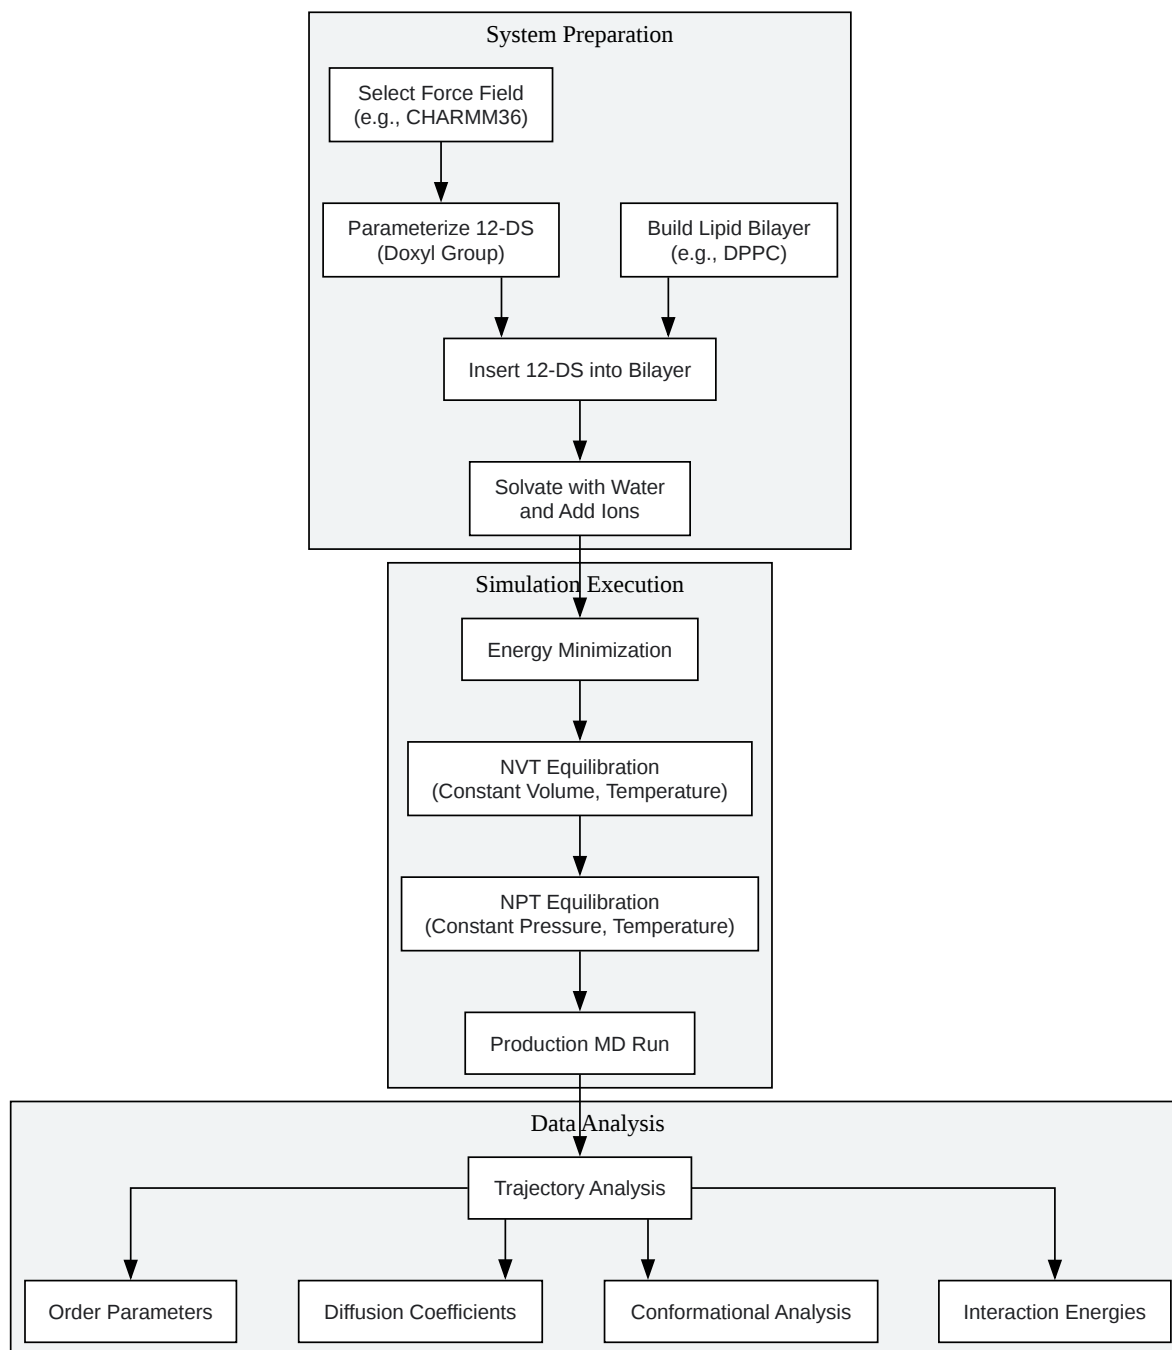 System Preparation
Select Force Field
(e.g., CHARMM36)
Parameterize 12-DS
(Doxyl Group)
Build Lipid Bilayer
(e.g., DPPC)
Insert 12-DS into Bilayer
Solvate with Water
and Add Ions
Simulation Execution
Energy Minimization
NVT Equilibration
(Constant Volume, Temperature)
NPT Equilibration
(Constant Pressure, Temperature)
Production MD Run
Data Analysis
Trajectory Analysis
Order Parameters
Diffusion Coefficients
Conformational Analysis
Interaction Energies